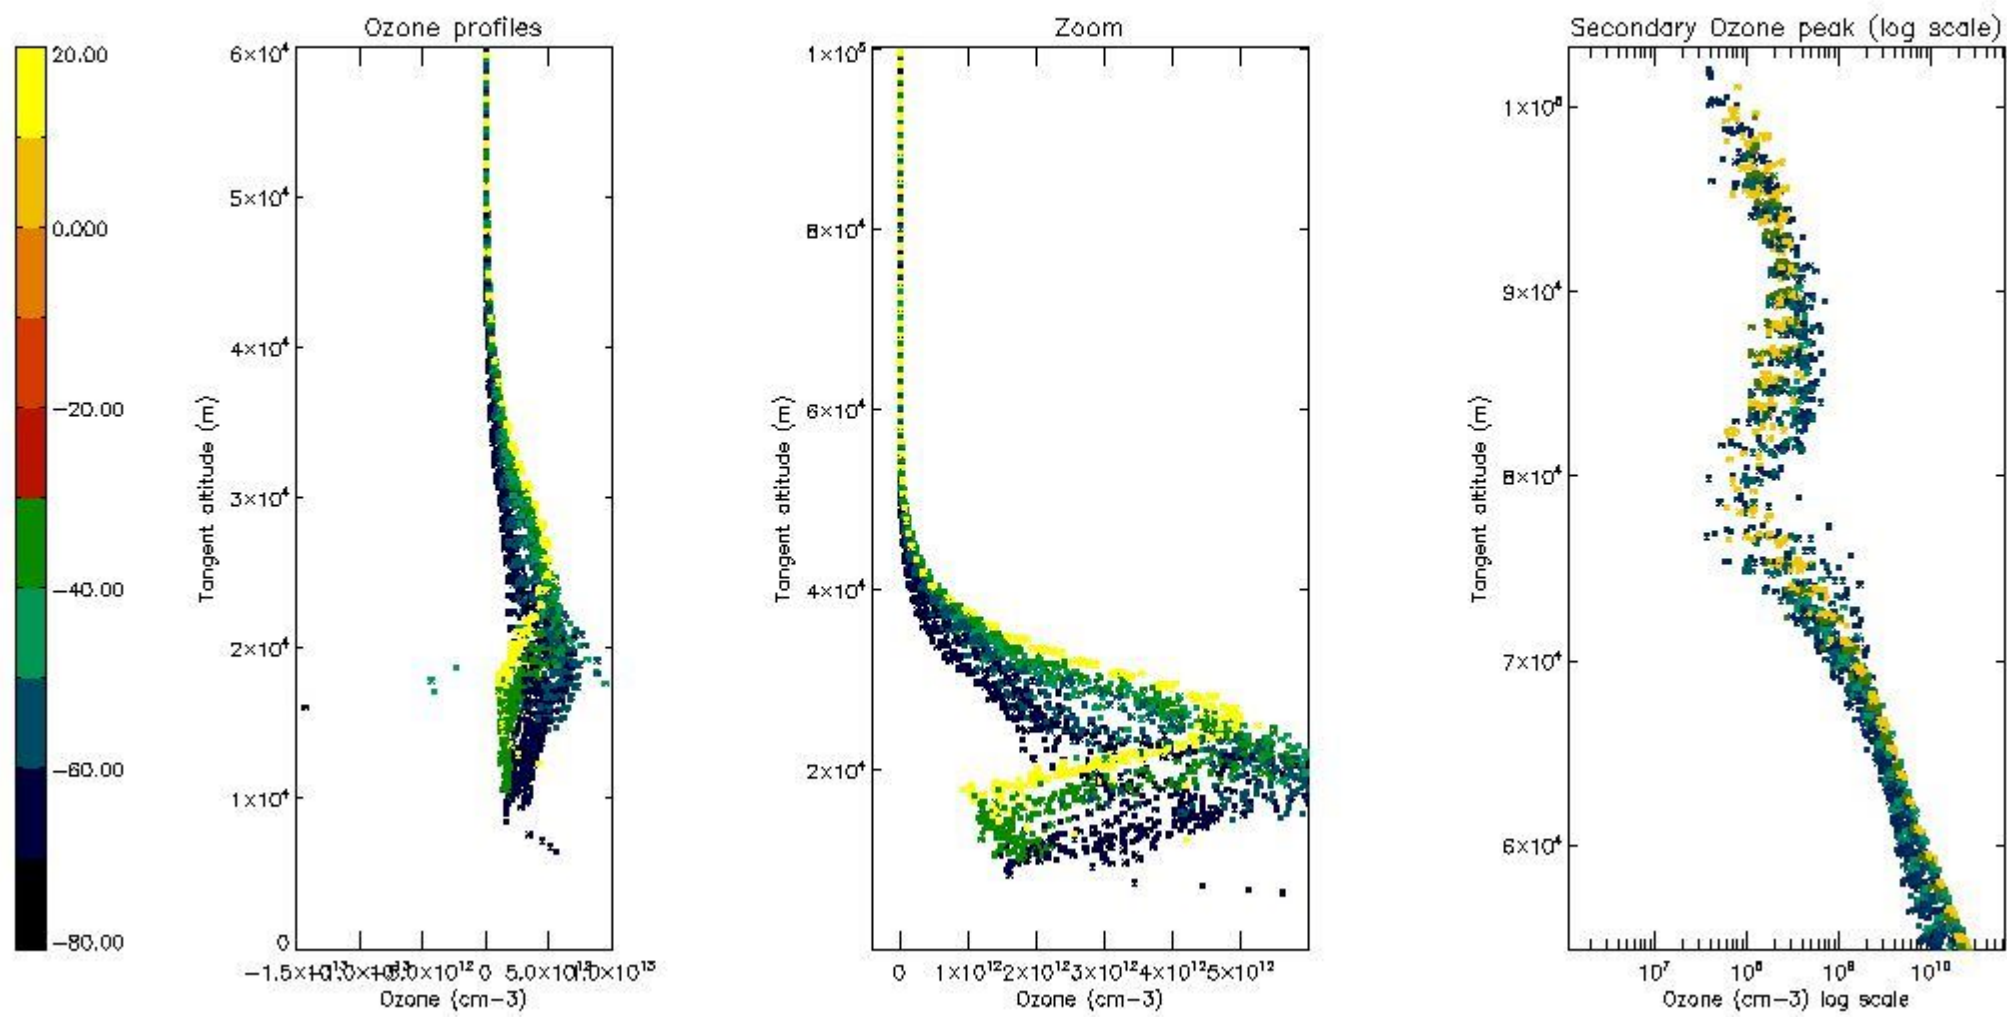 Ozone profiles
Zoom
Secondary Ozone peak (log scale)
20.00
0.000
−20.00
−40.00
−60.00
−80.00
6×10⁴
5×10⁴
4×10⁴
3×10⁴
2×10⁴
1×10⁴
0
Tangent altitude (m)
0 5.0×10¹² 1.0×10¹³
Ozone (cm−3)
1×10⁵
8×10⁴
6×10⁴
4×10⁴
2×10⁴
Tangent altitude (m)
0 1×10¹² 2×10¹² 3×10¹² 4×10¹² 5×10¹²
Ozone (cm−3)
1×10⁵
9×10⁴
8×10⁴
7×10⁴
6×10⁴
Tangent altitude (m)
10⁷ 10⁸ 10⁹ 10¹⁰
Ozone (cm−3) log scale